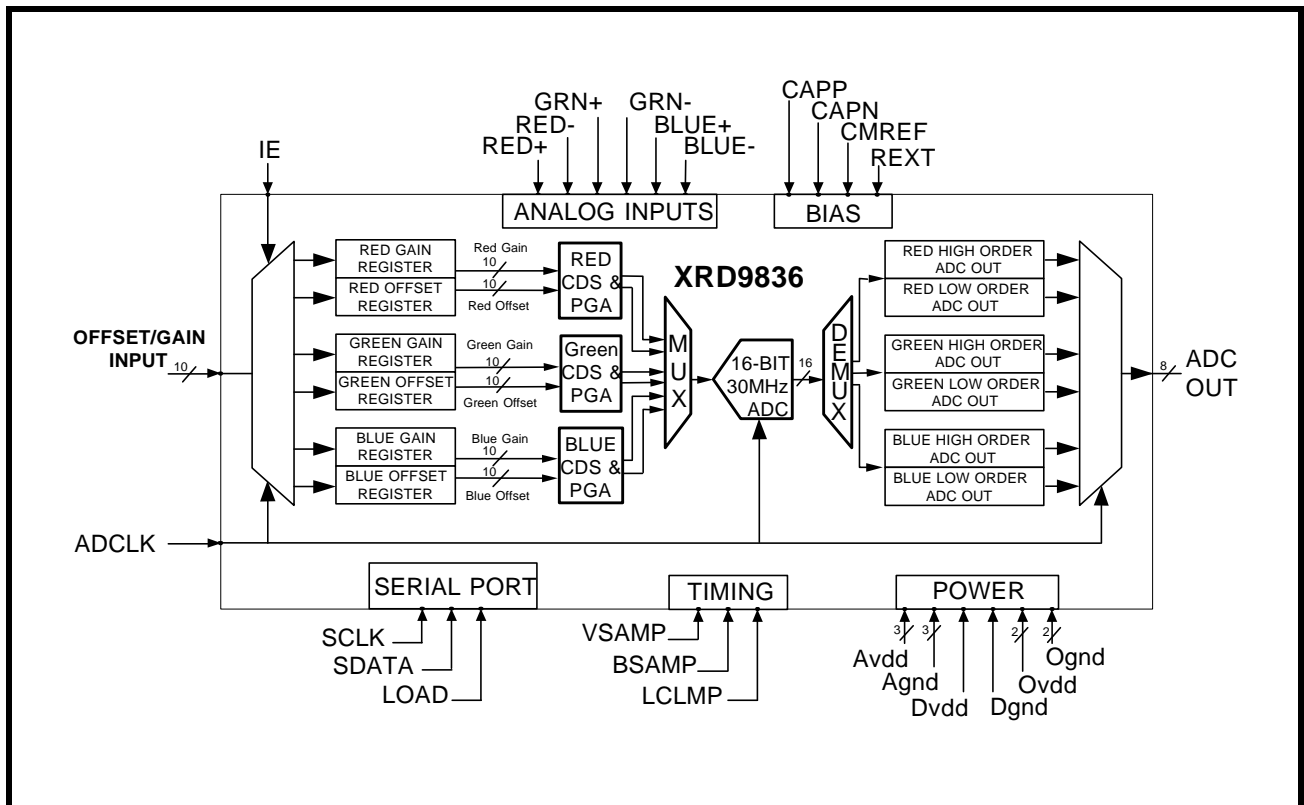 CAPP
GRN+
GRN-
CAPN
RED-
BLUE+
CMREF
RED+
BLUE-
REXT
IE
ANALOG INPUTS
BIAS
RED GAIN
REGISTER
Red Gain
10
RED OFFSET
REGISTER
10
Red Offset
RED
CDS &
PGA
XRD9836
RED HIGH ORDER
ADC OUT
RED LOW ORDER
ADC OUT
OFFSET/GAIN
INPUT
10
GREEN GAIN
REGISTER
Green Gain
10
GREEN OFFSET
REGISTER
10
Green Offset
Green
CDS &
PGA
MUX
16-BIT
30MHz
ADC
16
DEMUX
GREEN HIGH ORDER
ADC OUT
GREEN LOW ORDER
ADC OUT
8
ADC
OUT
BLUE GAIN
REGISTER
Blue Gain
10
BLUE OFFSET
REGISTER
10
Blue Offset
BLUE
CDS &
PGA
BLUE HIGH ORDER
ADC OUT
BLUE LOW ORDER
ADC OUT
ADCLK
SERIAL PORT
TIMING
POWER
SCLK
SDATA
LOAD
VSAMP
BSAMP
LCLMP
3
3
2
2
Avdd
Agnd
Dvdd
Dgnd
Ovdd
Ognd